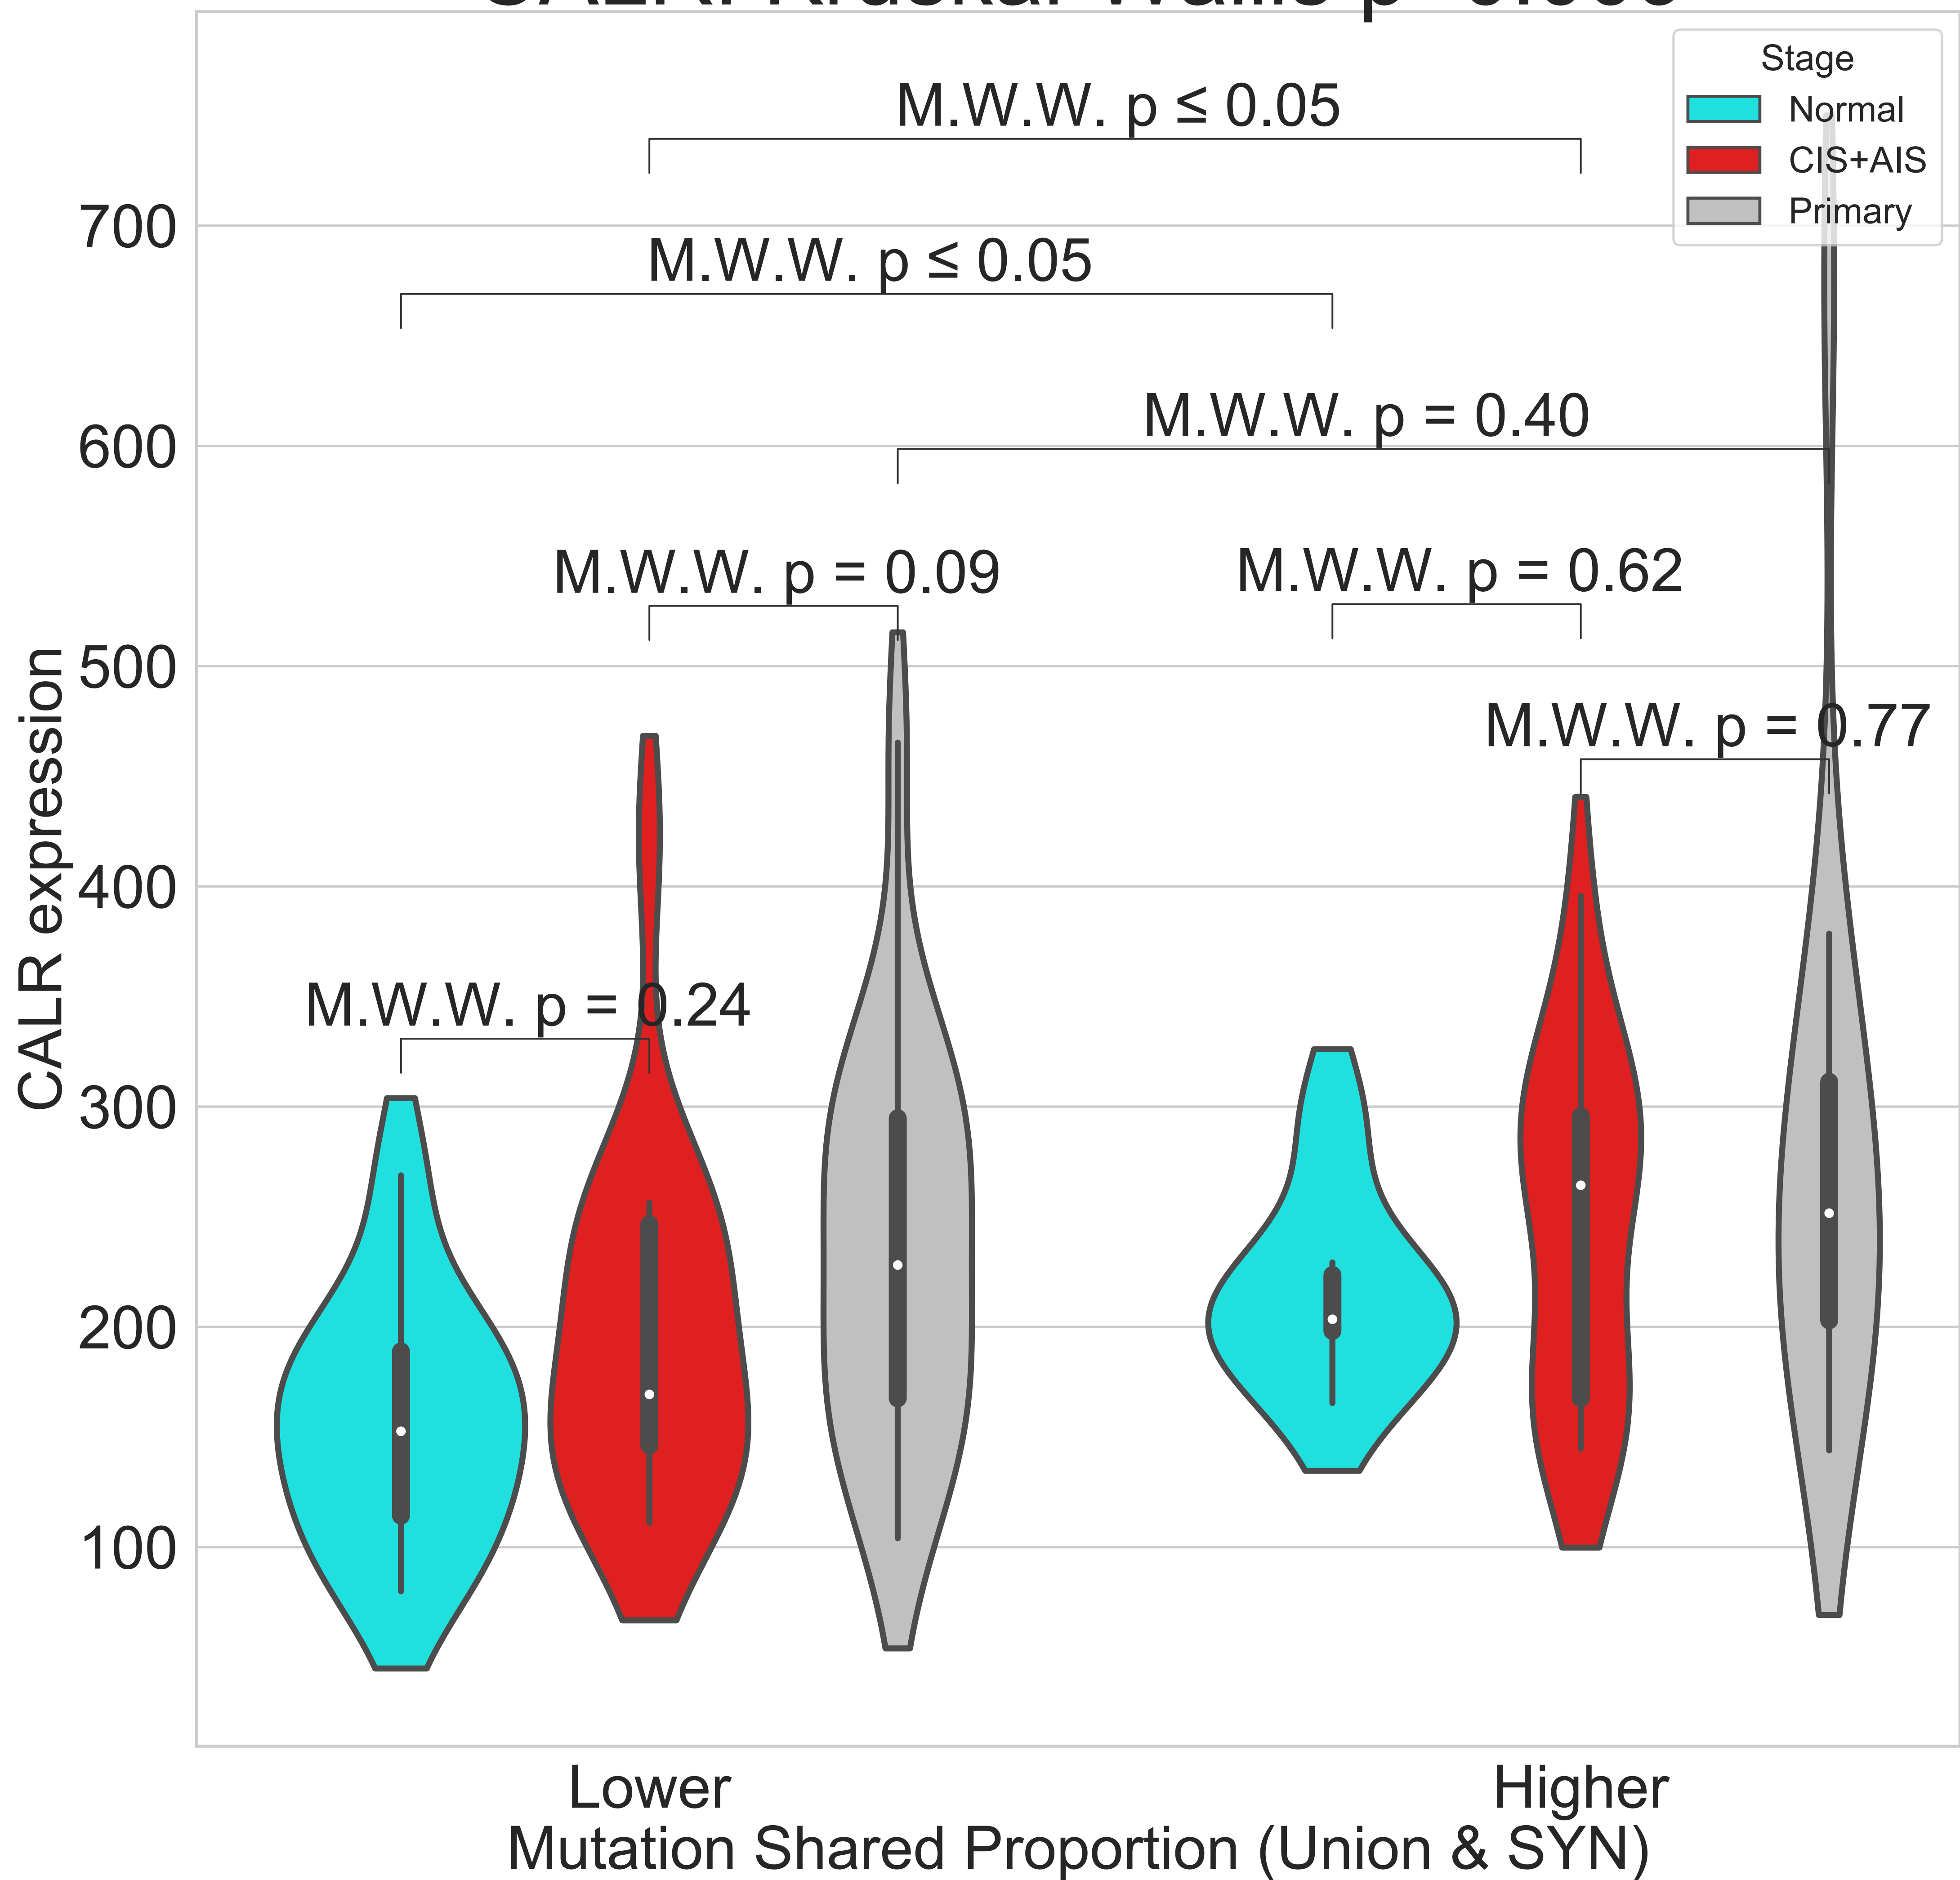 Stage
Normal
CIS+AIS
Primary
M.W.W. p ≤ 0.05
M.W.W. p ≤ 0.05
M.W.W. p = 0.40
M.W.W. p = 0.09
M.W.W. p = 0.62
M.W.W. p = 0.77
M.W.W. p = 0.24
CALR expression
700
600
500
400
300
200
100
Lower
Higher
Mutation Shared Proportion (Union & SYN)